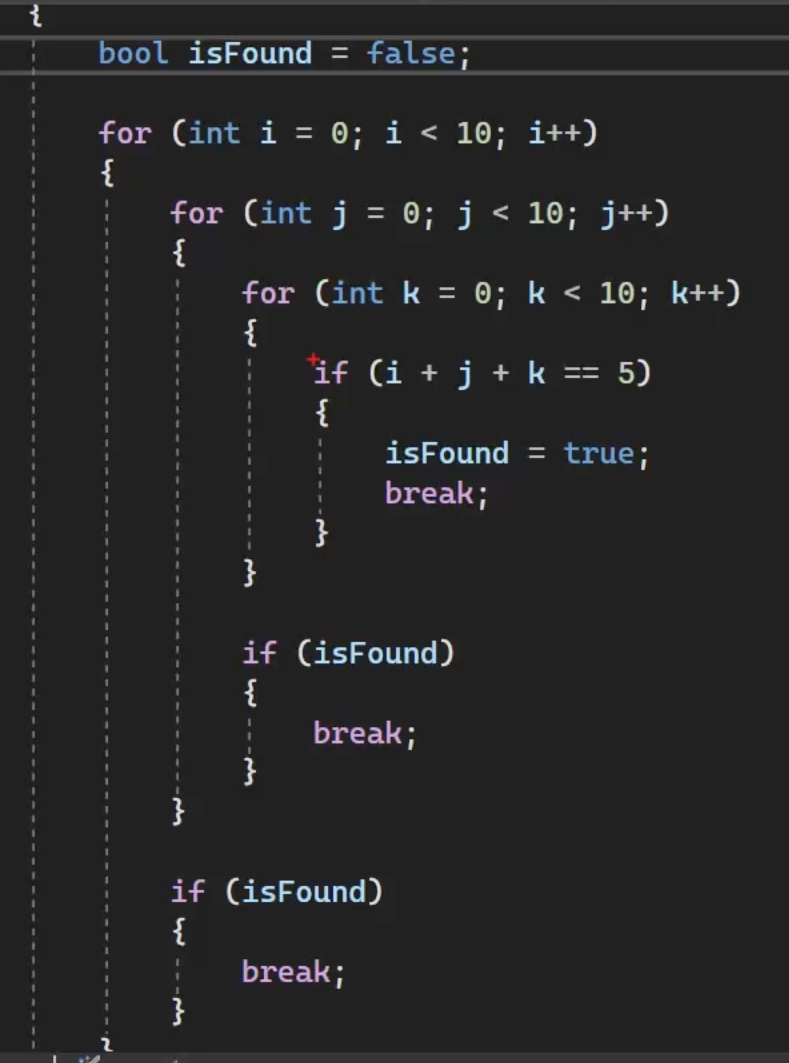 {
    bool isFound = false;
    for (int i = 0; i < 10; i++)
    {
        for (int j = 0; j < 10; j++)
        {
            for (int k = 0; k < 10; k++)
            {
                if (i + j + k == 5)
                {
                    isFound = true;
                    break;
                }
            }
            if (isFound)
            {
                break;
            }
        }
        if (isFound)
        {
            break;
        }
    }